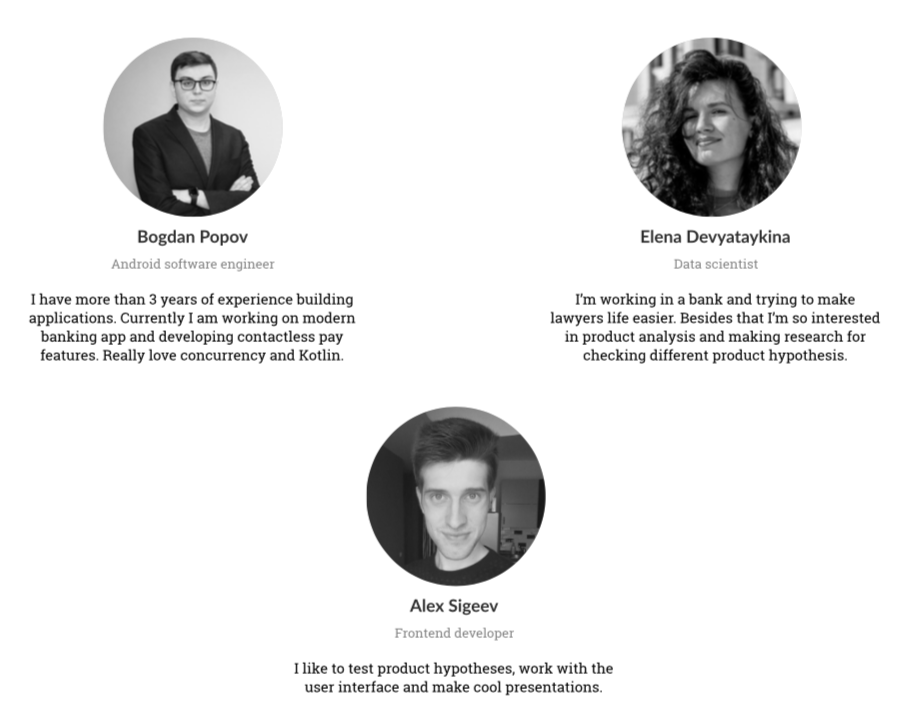 Bogdan Popov
Android software engineer
I have more than 3 years of experience building
applications. Currently I am working on modern
banking app and developing contactless pay
features. Really love concurrency and Kotlin.
Elena Devyataykina
Data scientist
I'm working in a bank and trying to make
lawyers life easier. Besides that I'm so interested
in product analysis and making research for
checking different product hypothesis.
Alex Sigeev
Frontend developer
I like to test product hypotheses, work with the
user interface and make cool presentations.